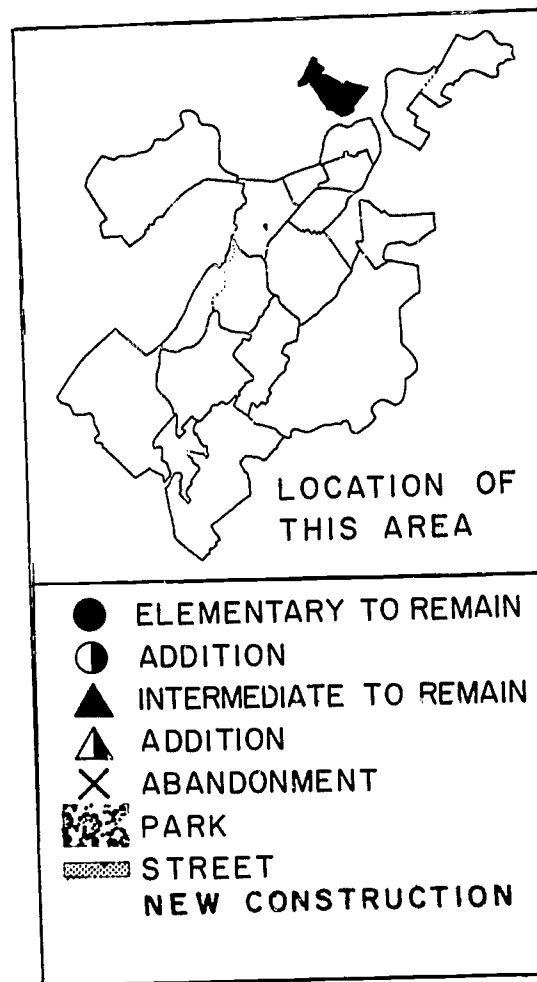 LOCATION OF
THIS AREA
ELEMENTARY TO REMAIN
ADDITION
INTERMEDIATE TO REMAIN
ADDITION
ABANDONMENT
PARK
STREET
NEW CONSTRUCTION